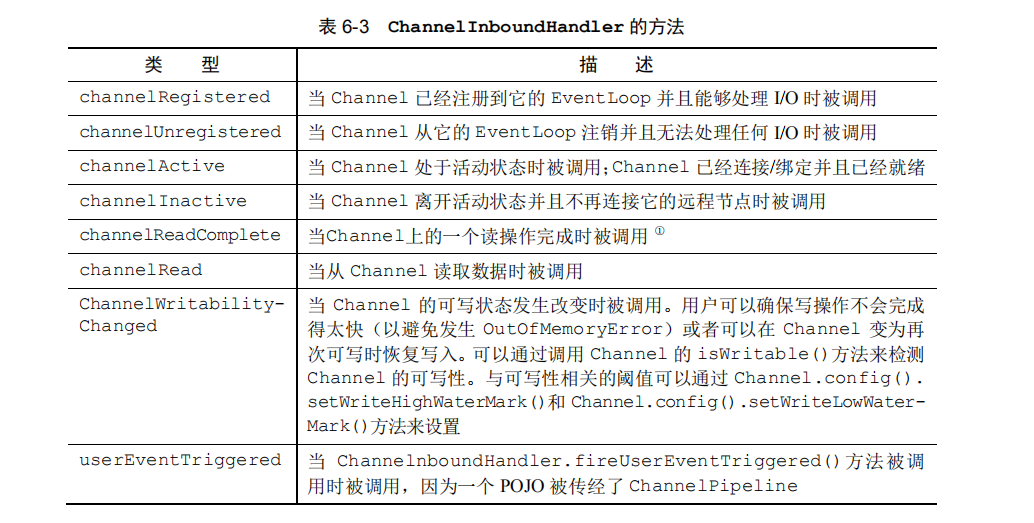 表 6-3 ChannelInboundHandler 的方法
类 型 描 述
channelRegistered 当 Channel 已经注册到它的 EventLoop 并且能够处理 I/O 时被调用
channelUnregistered 当 Channel 从它的 EventLoop 注销并且无法处理任何 I/O 时被调用
channelActive 当 Channel 处于活动状态时被调用；Channel 已经连接/绑定并且已经就绪
channelInactive 当 Channel 离开活动状态并且不再连接它的远程节点时被调用
channelReadComplete 当Channel上的一个读操作完成时被调用 ①
channelRead 当从 Channel 读取数据时被调用
ChannelWritability- 当 Channel 的可写状态发生改变时被调用。用户可以确保写操作不会完成
Changed 得太快（以避免发生 OutOfMemoryError）或者可以在 Channel 变为再
次可写时恢复写入。可以通过调用 Channel 的 isWritable()方法来检测
Channel 的可写性。与可写性相关的阈值可以通过 Channel.config().
setWriteHighWaterMark()和 Channel.config().setWriteLowWater-
Mark()方法来设置
userEventTriggered 当 ChannelnboundHandler.fireUserEventTriggered()方法被调
用时被调用，因为一个 POJO 被传经了 ChannelPipeline